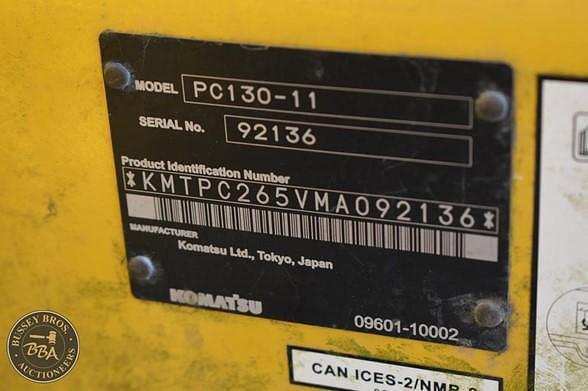 MODEL PC130-11
SERIAL No. 92136
Product Identification Number
*KMTPC265VMA092136*
MANUFACTURER
Komatsu Ltd., Tokyo, Japan
KOMATSU
09601-10002
CAN ICES-2/NMB-2
BUSSEY BROS.
BBA
AUCTIONEERS